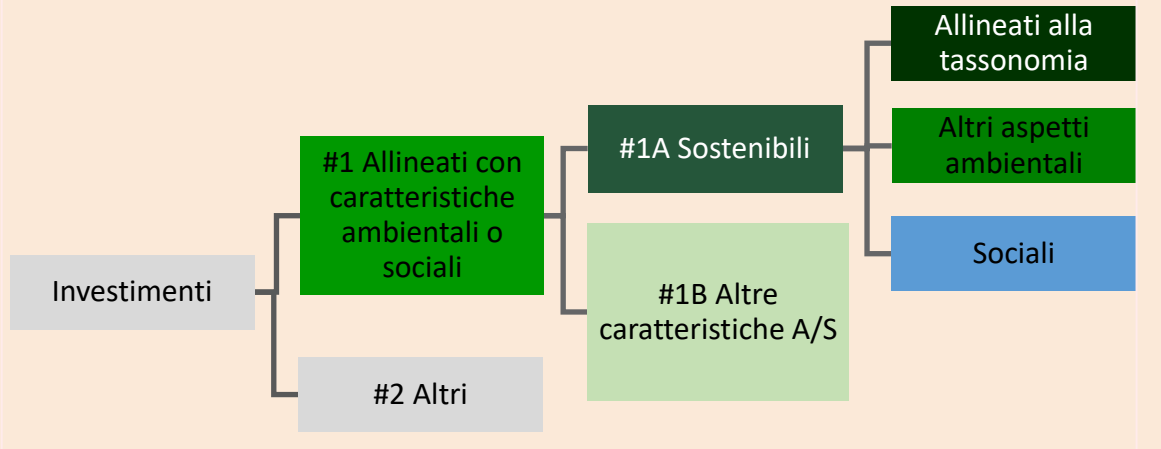 Investimenti
#1 Allineati con
caratteristiche
ambientali o
sociali
#2 Altri
#1A Sostenibili
#1B Altre
caratteristiche A/S
Allineati alla
tassonomia
Altri aspetti
ambientali
Sociali